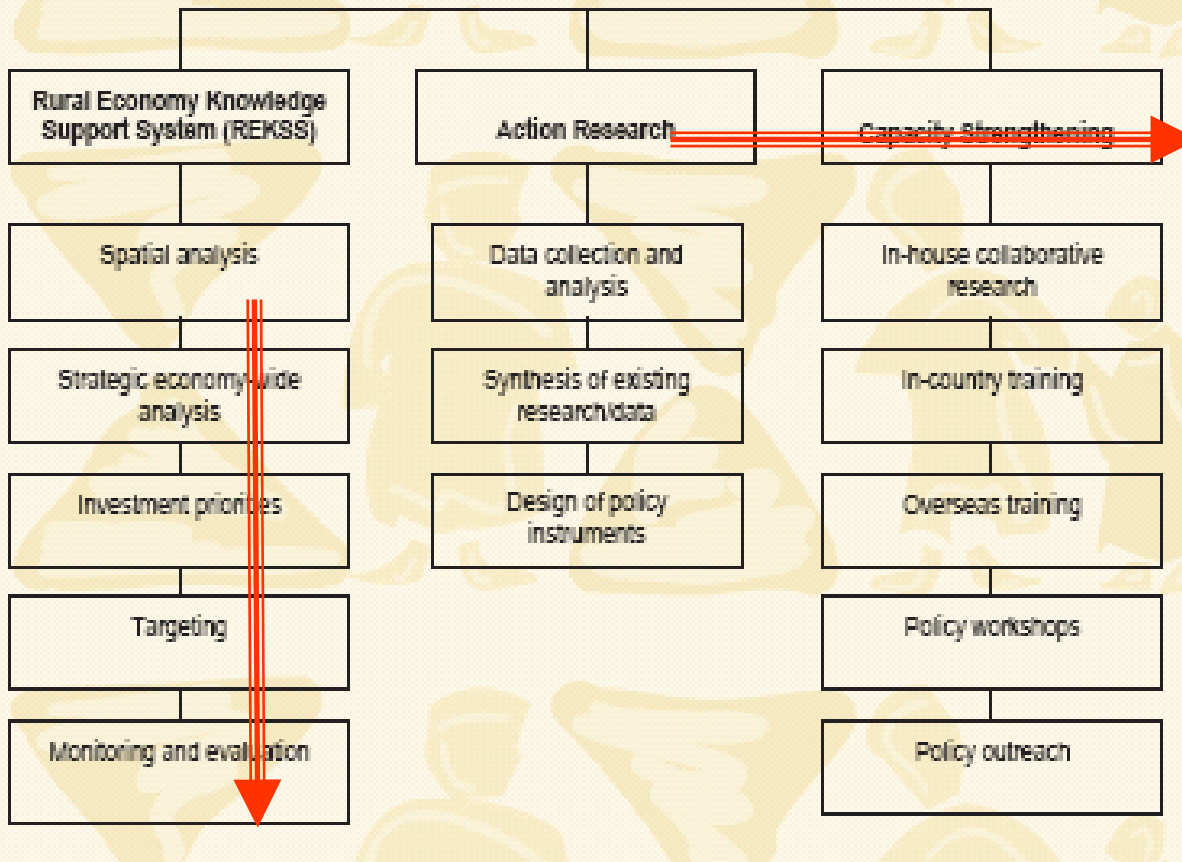 Rural Economy Knowledge
Support System (REKSS)
Spatial analysis
Strategic economy-wide
analysis
Investment priorities
Targeting
Monitoring and evaluation
Action Research
Data collection and
analysis
Synthesis of existing
research/data
Design of policy
instruments
Capacity Strengthening
In-house collaborative
research
In-country training
Overseas training
Policy workshops
Policy outreach